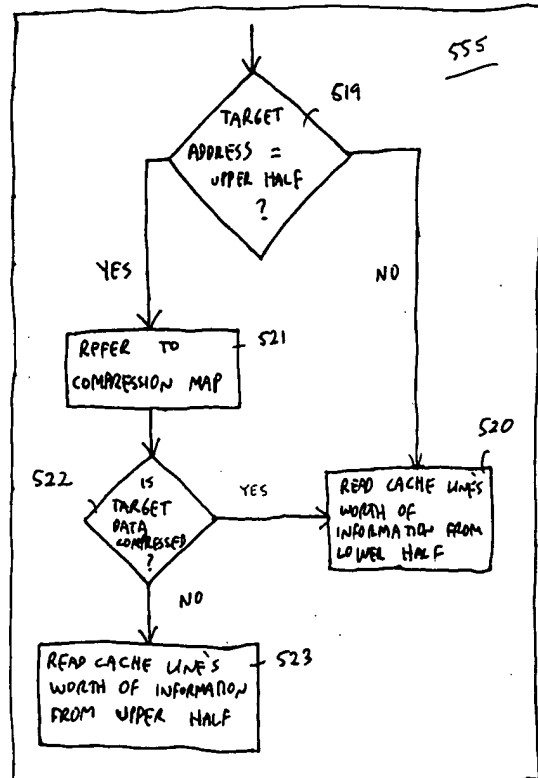 555
519
TARGET
ADDRESS =
UPPER HALF
?
YES
NO
REFER TO
COMPRESSION MAP
521
520
522
IS
TARGET
DATA
COMPRESSED
?
YES
READ CACHE LINE'S
WORTH OF
INFORMATION FROM
LOWER HALF
NO
READ CACHE LINE'S
WORTH OF INFORMATION
FROM UPPER HALF
523